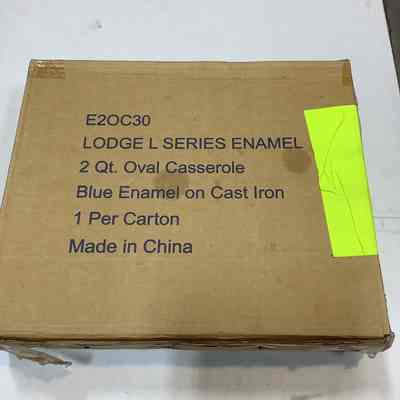 E2OC30
LODGE L SERIES ENAMEL
2 Qt. Oval Casserole
Blue Enamel on Cast Iron
1 Per Carton
Made in China